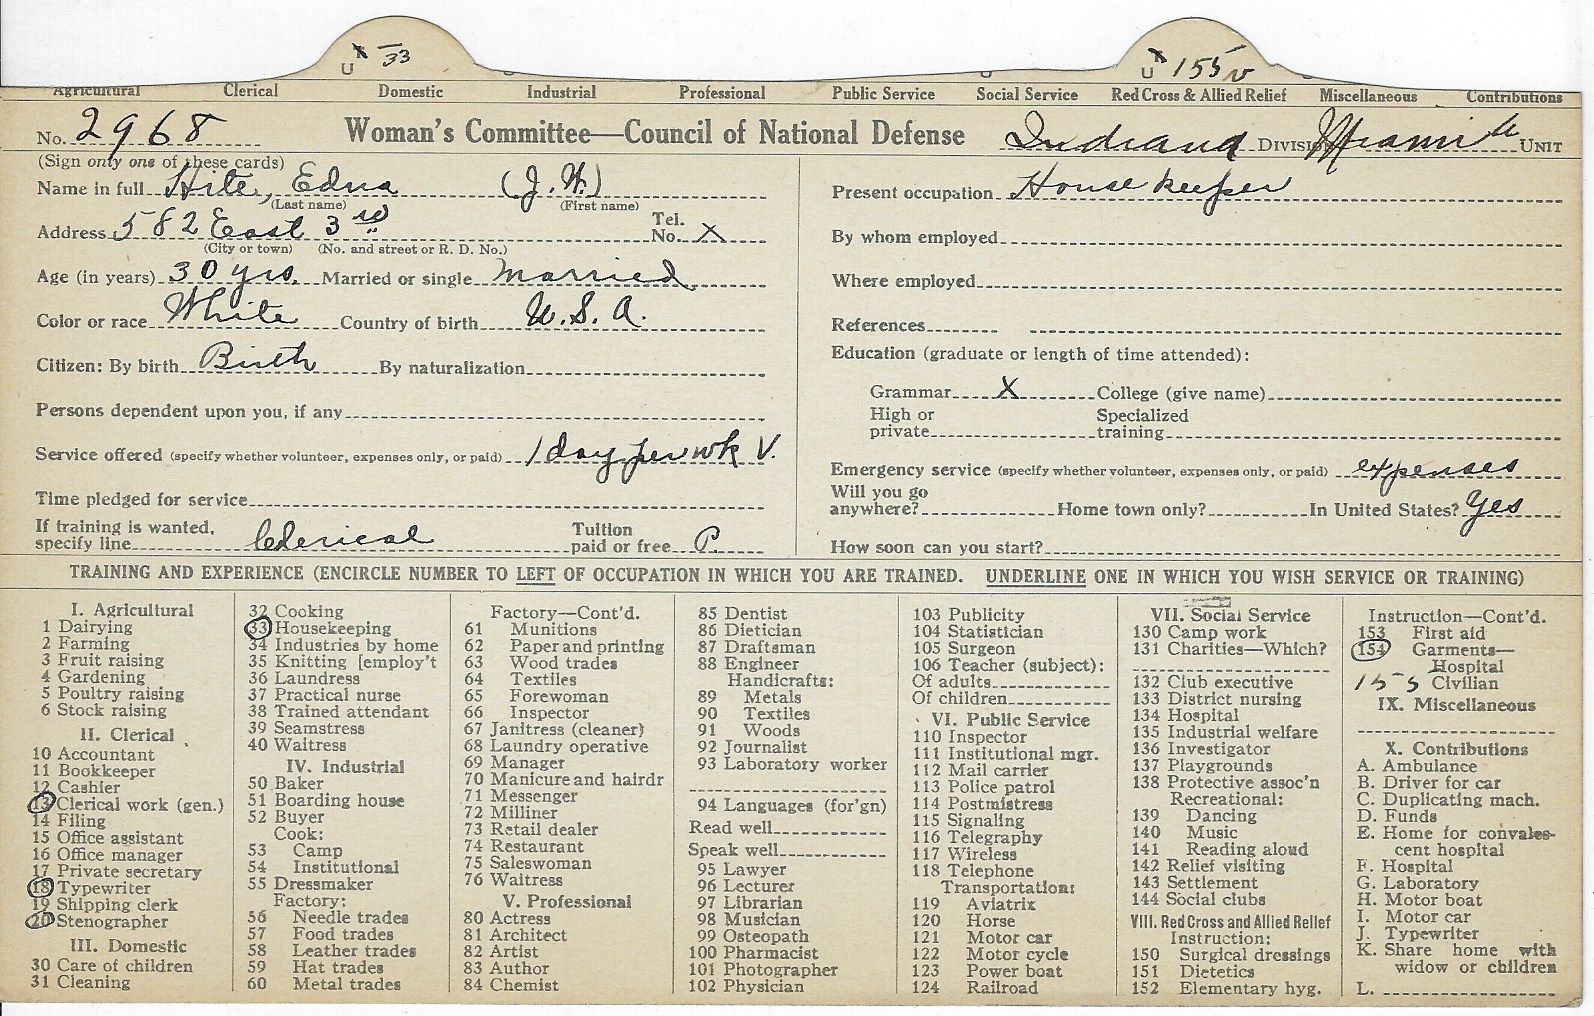 U x 33
U x 155 v
Agricultural Clerical Domestic Industrial Professional Public Service Social Service Red Cross & Allied Relief Miscellaneous Contributions
No. 2968 Woman's Committee—Council of National Defense Indiana Division Miami Unit
(Sign only one of these cards)
Name in full Hite, Edna (J. W.)
(Last name) (First name)
Address 582 East 3rd Tel. No. X
(City or town) (No. and street or R. D. No.)
Age (in years) 30 yrs. Married or single Married
Color or race White Country of birth U.S.A.
Citizen: By birth Birth By naturalization
Persons dependent upon you, if any
Service offered (specify whether volunteer, expenses only, or paid) 1 day per wk V.
Time pledged for service
If training is wanted, specify line Clerical Tuition paid or free P.
Present occupation Housekeeper
By whom employed
Where employed
References
Education (graduate or length of time attended):
Grammar X College (give name)
High or private Specialized training
Emergency service (specify whether volunteer, expenses only, or paid) expenses
Will you go anywhere? Home town only? In United States? Yes
How soon can you start?
TRAINING AND EXPERIENCE (ENCIRCLE NUMBER TO LEFT OF OCCUPATION IN WHICH YOU ARE TRAINED. UNDERLINE ONE IN WHICH YOU WISH SERVICE OR TRAINING)
I. Agricultural
1 Dairying
2 Farming
3 Fruit raising
4 Gardening
5 Poultry raising
6 Stock raising
II. Clerical
10 Accountant
11 Bookkeeper
12 Cashier
13 Clerical work (gen.)
14 Filing
15 Office assistant
16 Office manager
17 Private secretary
18 Typewriter
19 Shipping clerk
20 Stenographer
III. Domestic
30 Care of children
31 Cleaning
32 Cooking
33 Housekeeping
34 Industries by home
35 Knitting [employ't
36 Laundress
37 Practical nurse
38 Trained attendant
39 Seamstress
40 Waitress
IV. Industrial
50 Baker
51 Boarding house
52 Buyer
Cook:
53 Camp
54 Institutional
55 Dressmaker
Factory:
56 Needle trades
57 Food trades
58 Leather trades
59 Hat trades
60 Metal trades
Factory—Cont'd.
61 Munitions
62 Paper and printing
63 Wood trades
64 Textiles
65 Forewoman
66 Inspector
67 Janitress (cleaner)
68 Laundry operative
69 Manager
70 Manicure and hairdr
71 Messenger
72 Milliner
73 Retail dealer
74 Restaurant
75 Saleswoman
76 Waitress
V. Professional
80 Actress
81 Architect
82 Artist
83 Author
84 Chemist
85 Dentist
86 Dietician
87 Draftsman
88 Engineer
Handicrafts:
89 Metals
90 Textiles
91 Woods
92 Journalist
93 Laboratory worker
94 Languages (for'gn)
Read well
Speak well
95 Lawyer
96 Lecturer
97 Librarian
98 Musician
99 Osteopath
100 Pharmacist
101 Photographer
102 Physician
103 Publicity
104 Statistician
105 Surgeon
106 Teacher (subject):
Of adults
Of children
VI. Public Service
110 Inspector
111 Institutional mgr.
112 Mail carrier
113 Police patrol
114 Postmistress
115 Signaling
116 Telegraphy
117 Wireless
118 Telephone
Transportation:
119 Aviatrix
120 Horse
121 Motor car
122 Motor cycle
123 Power boat
124 Railroad
VII. Social Service
130 Camp work
131 Charities—Which?
132 Club executive
133 District nursing
134 Hospital
135 Industrial welfare
136 Investigator
137 Playgrounds
138 Protective assoc'n
Recreational:
139 Dancing
140 Music
141 Reading aloud
142 Relief visiting
143 Settlement
144 Social clubs
VIII. Red Cross and Allied Relief
Instruction:
150 Surgical dressings
151 Dietetics
152 Elementary hyg.
Instruction—Cont'd.
153 First aid
154 Garments—
Hospital
155 Civilian
IX. Miscellaneous
X. Contributions
A. Ambulance
B. Driver for car
C. Duplicating mach.
D. Funds
E. Home for convales-
cent hospital
F. Hospital
G. Laboratory
H. Motor boat
I. Motor car
J. Typewriter
K. Share home with
widow or children
L.